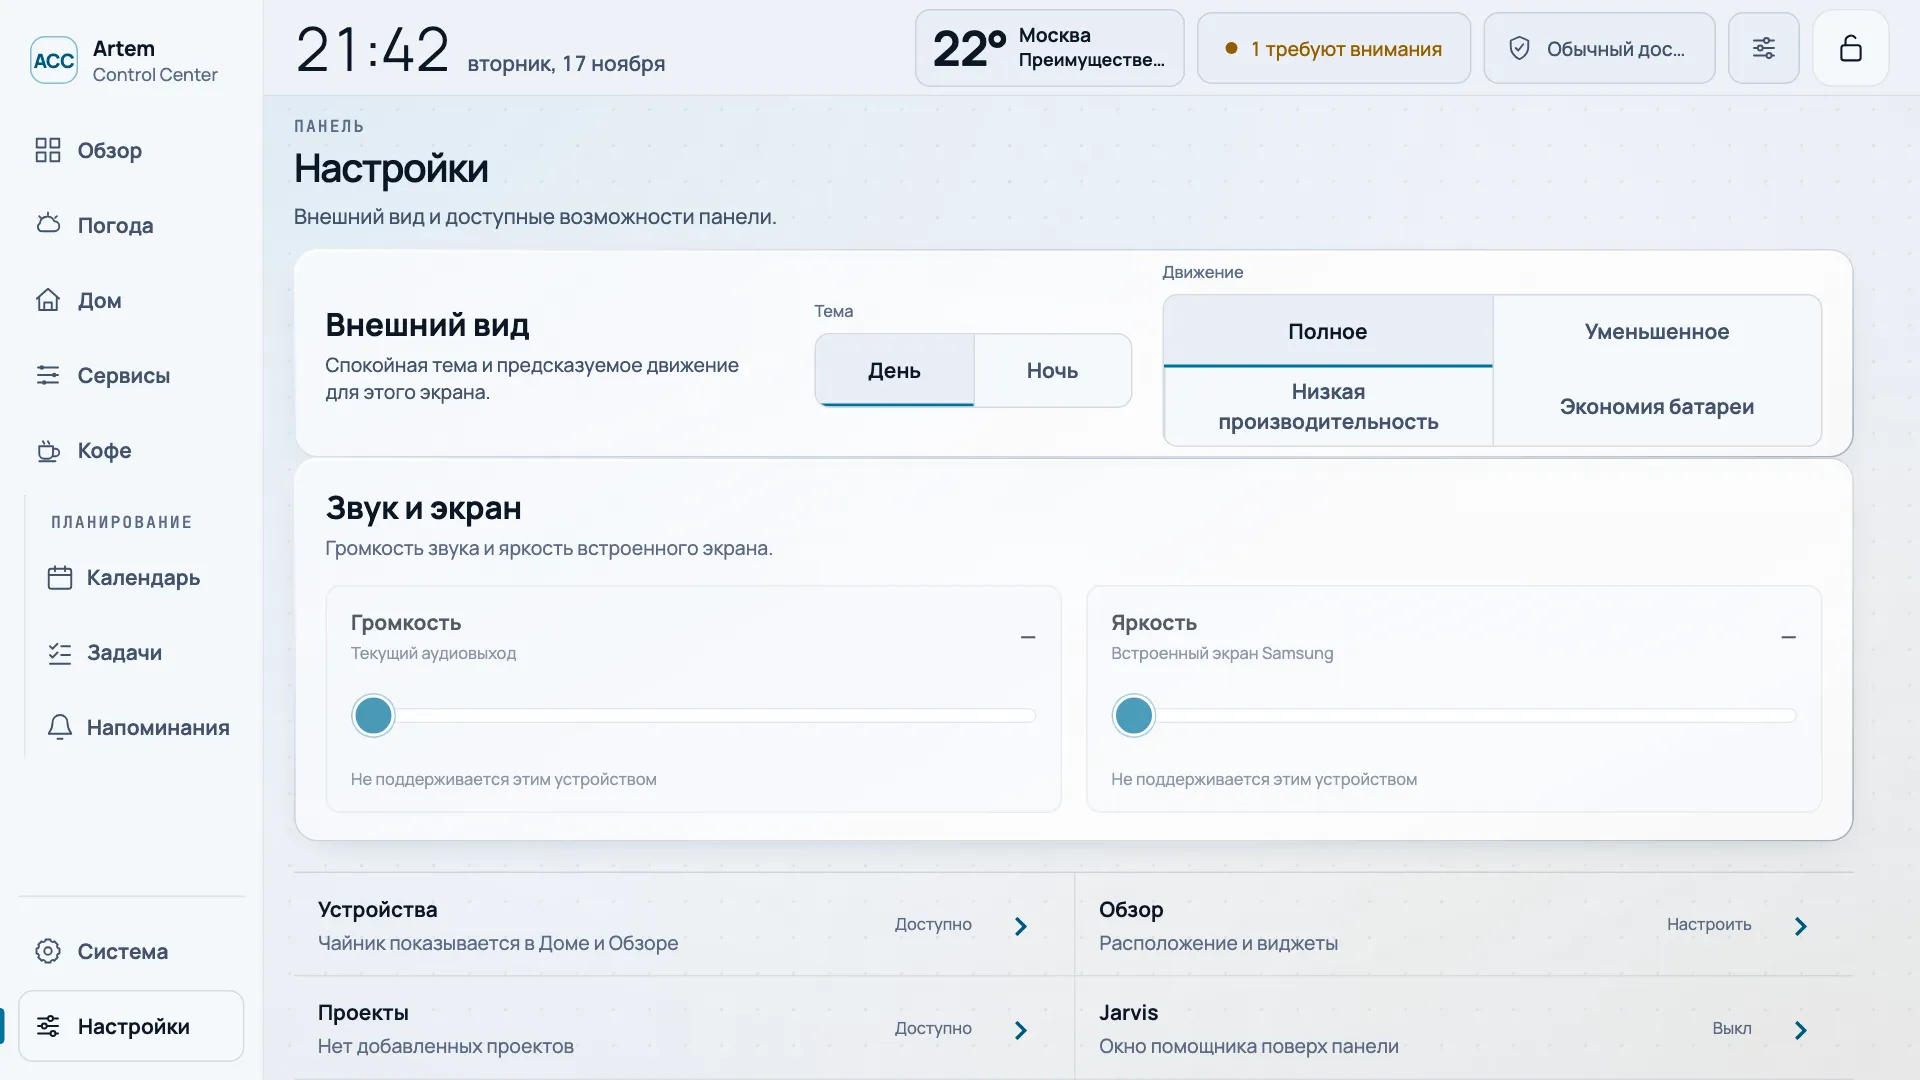 ACC
Artem
Control Center
Обзор
Погода
Дом
Сервисы
Кофе
ПЛАНИРОВАНИЕ
Календарь
Задачи
Напоминания
Система
Настройки
21:42
вторник, 17 ноября
22°
Москва
Преимуществе…
1 требуют внимания
Обычный дос…
ПАНЕЛЬ
Настройки
Внешний вид и доступные возможности панели.
Внешний вид
Спокойная тема и предсказуемое движение
для этого экрана.
Тема
День
Ночь
Движение
Полное
Уменьшенное
Низкая
производительность
Экономия батареи
Звук и экран
Громкость звука и яркость встроенного экрана.
Громкость
Текущий аудиовыход
—
Не поддерживается этим устройством
Яркость
Встроенный экран Samsung
—
Не поддерживается этим устройством
Устройства
Чайник показывается в Доме и Обзоре
Доступно
Обзор
Расположение и виджеты
Настроить
Проекты
Нет добавленных проектов
Доступно
Jarvis
Окно помощника поверх панели
Выкл